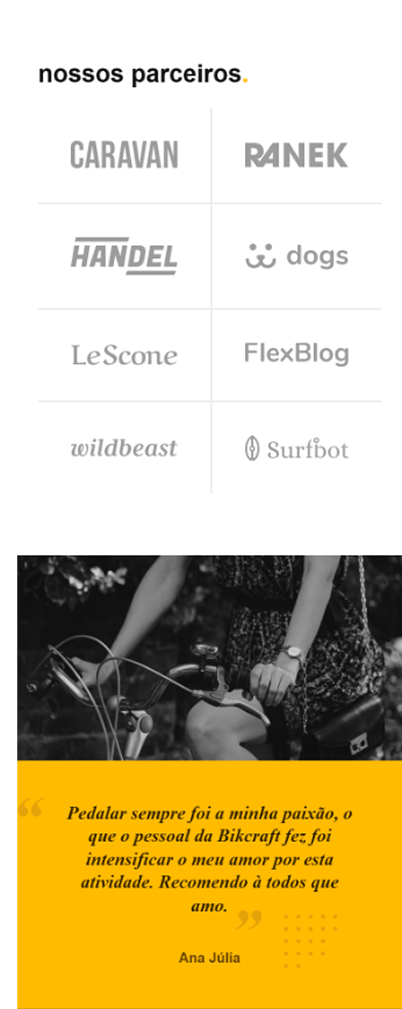 nossos parceiros.
CARAVAN
RANEK
HANDEL
dogs
LeScone
FlexBlog
wildbeast
Surfbot
“
Pedalar sempre foi a minha paixão, o
que o pessoal da Bikcraft fez foi
intensificar o meu amor por esta
atividade. Recomendo à todos que
amo.
”
Ana Júlia